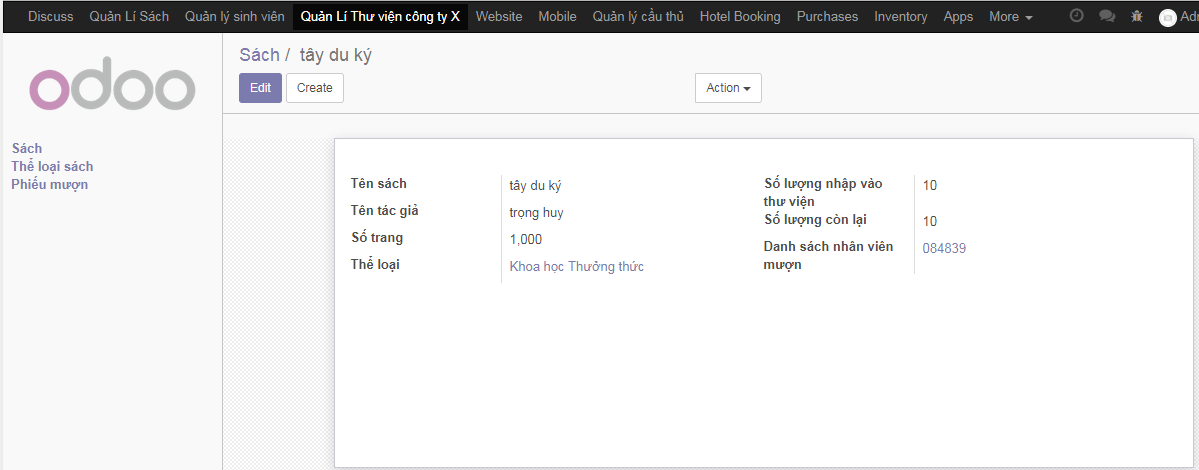 Discuss Quản Lí Sách Quản lý sinh viên Quản Lí Thư viện công ty X Website Mobile Quản lý cầu thủ Hotel Booking Purchases Inventory Apps More Adr
odoo
Sách / tây du ký
Edit Create Action
Sách
Thể loại sách
Phiếu mượn
Tên sách tây du ký
Tên tác giả trọng huy
Số trang 1,000
Thể loại Khoa học Thưởng thức
Số lượng nhập vào 10
thư viện
Số lượng còn lại 10
Danh sách nhân viên 084839
mượn